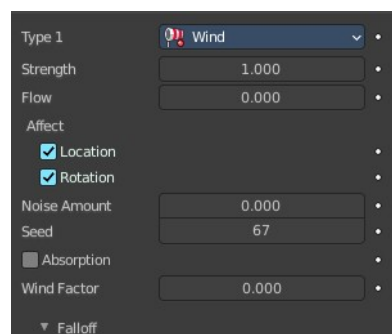 Type 1 Wind
Strength 1.000
Flow 0.000
Affect
Location
Rotation
Noise Amount 0.000
Seed 67
Absorption
Wind Factor 0.000
Falloff